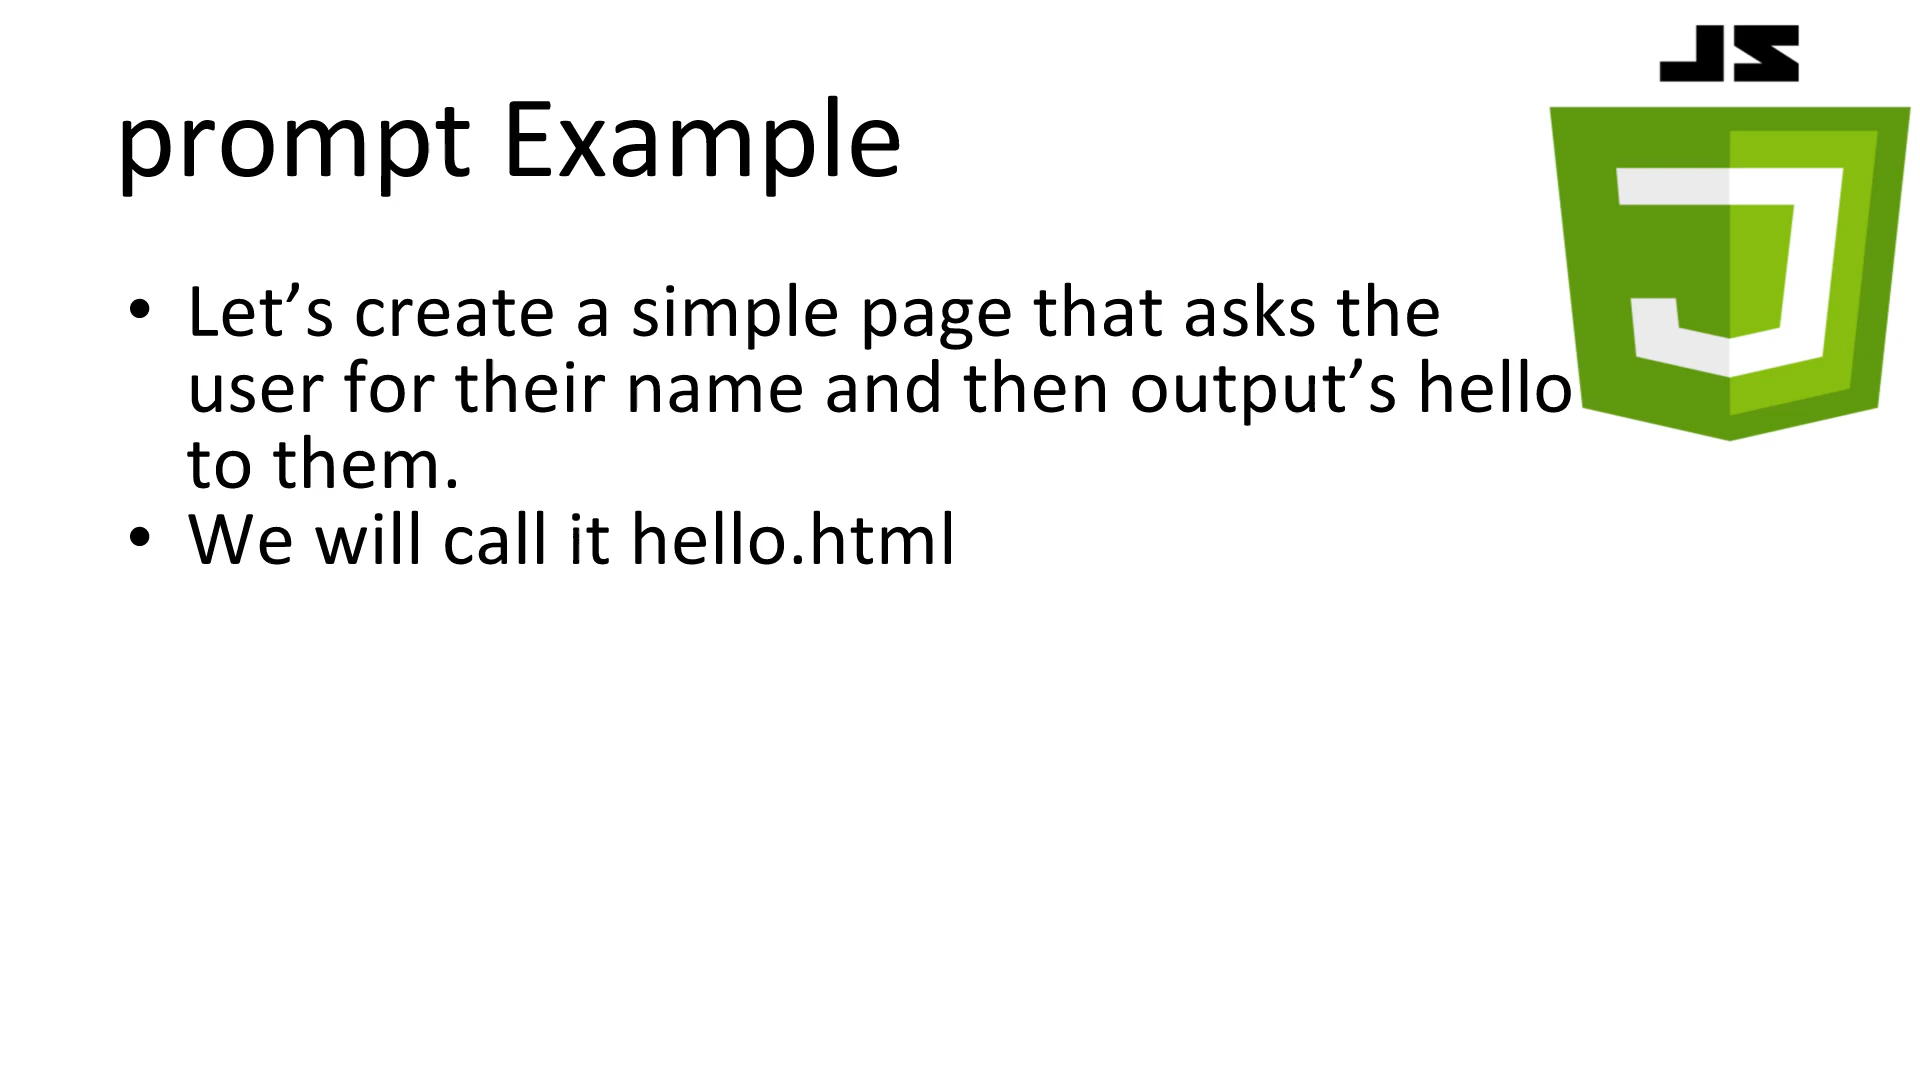 JS
prompt Example
• Let’s create a simple page that asks the
user for their name and then output’s hello
to them.
• We will call it hello.html